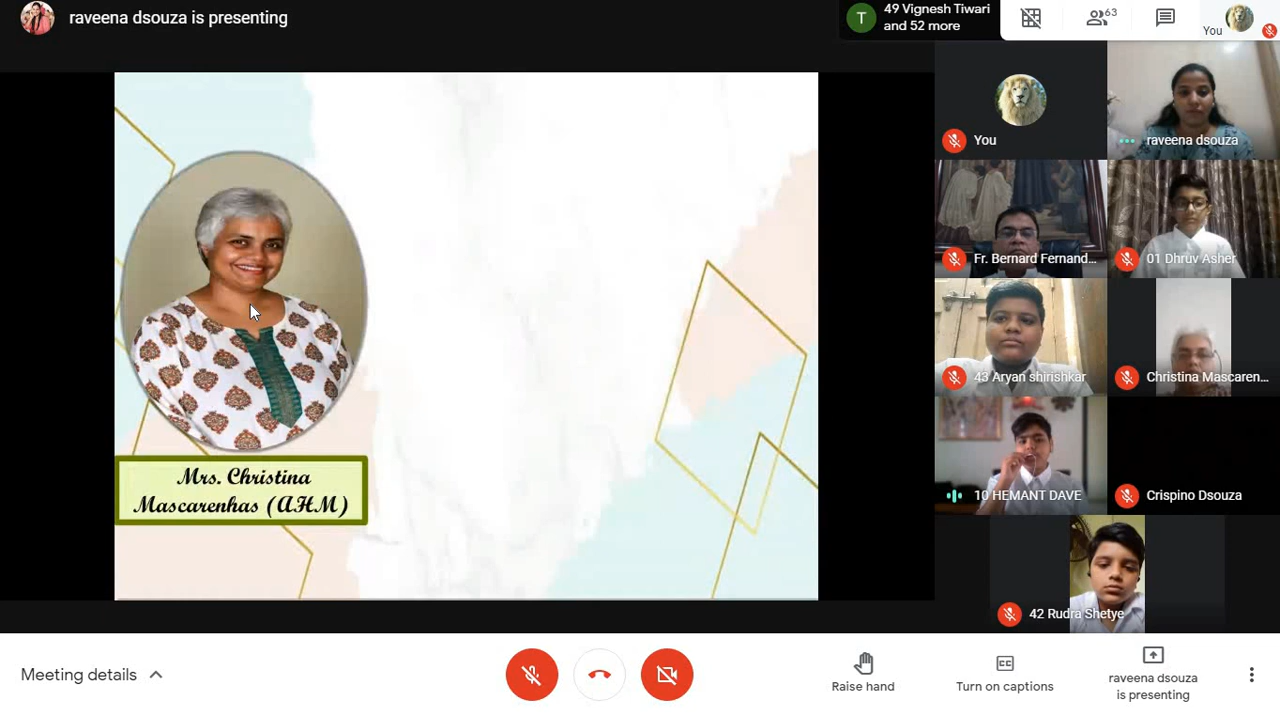 raveena dsouza is presenting
T
49 Vignesh Tiwari
and 52 more
63
You
You
raveena dsouza
Fr. Bernard Fernand...
01 Dhruv Asher
43 Aryan shirishkar
Christina Mascaren...
10 HEMANT DAVE
Crispino Dsouza
42 Rudra Shetye
Mrs. Christina
Mascarenhas (AHM)
Meeting details
Raise hand
CC
Turn on captions
raveena dsouza
is presenting